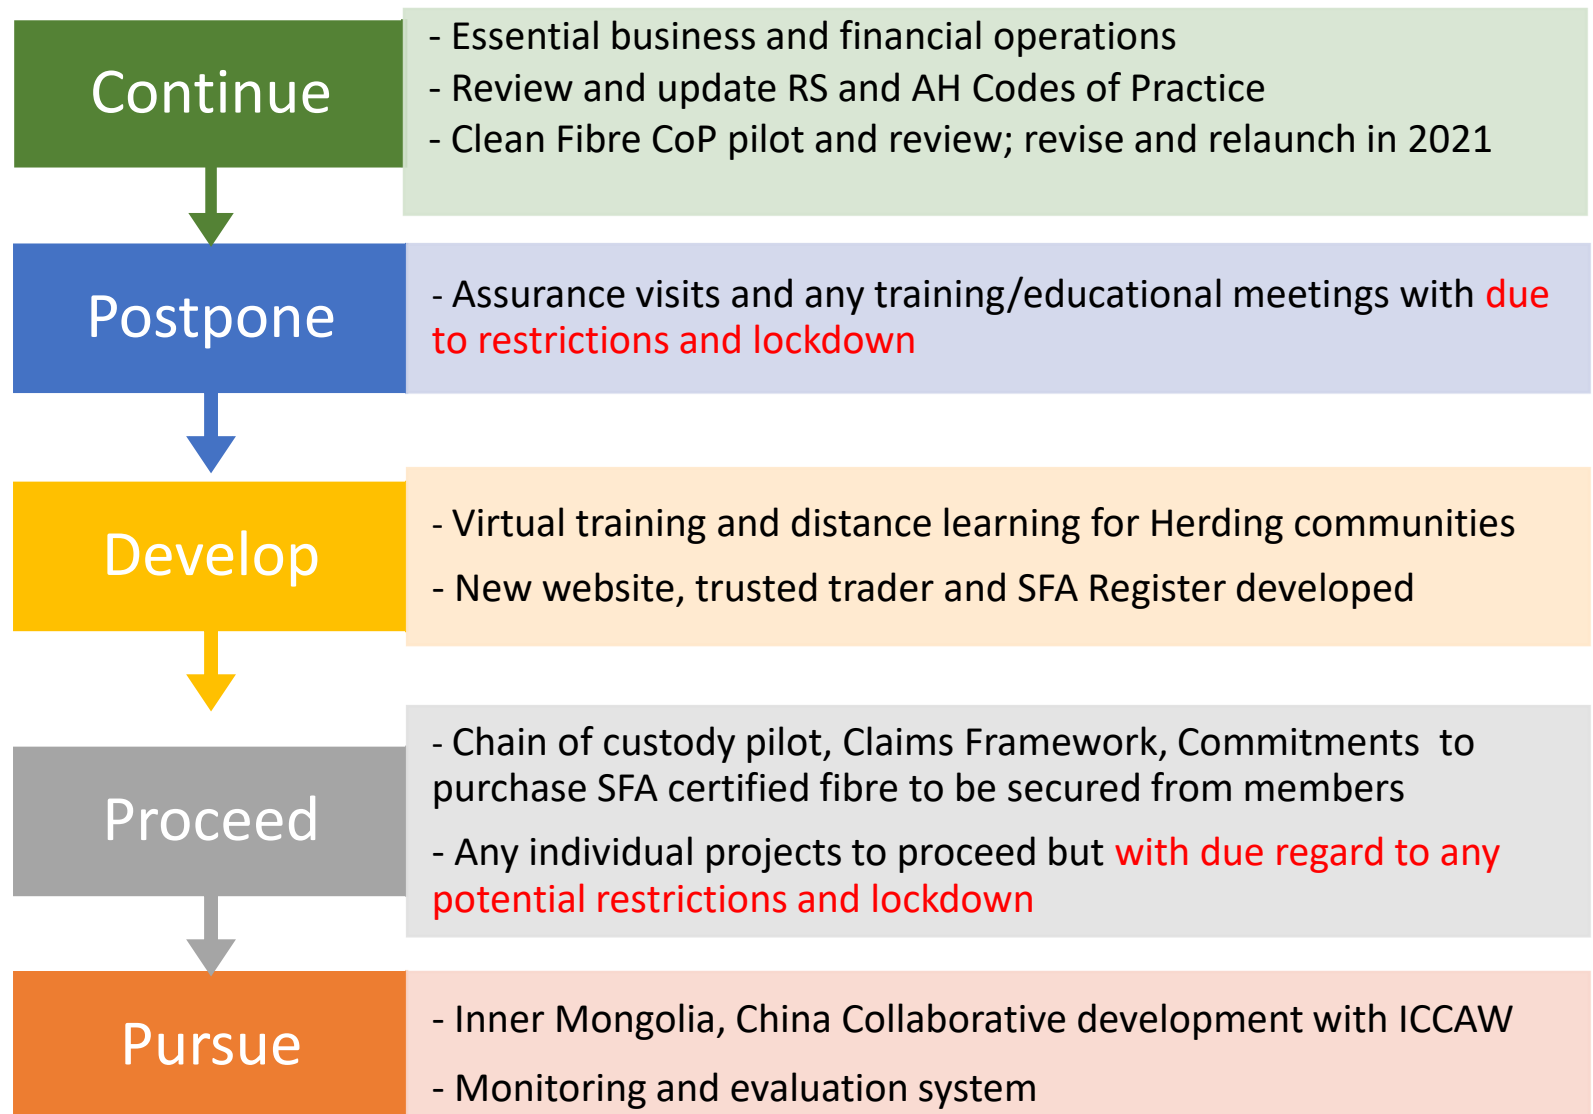 Continue
- Essential business and financial operations
- Review and update RS and AH Codes of Practice
- Clean Fibre CoP pilot and review; revise and relaunch in 2021
Postpone
- Assurance visits and any training/educational meetings with due
to restrictions and lockdown
Develop
- Virtual training and distance learning for Herding communities
- New website, trusted trader and SFA Register developed
Proceed
- Chain of custody pilot, Claims Framework, Commitments  to
purchase SFA certified fibre to be secured from members
- Any individual projects to proceed but with due regard to any
potential restrictions and lockdown
Pursue
- Inner Mongolia, China Collaborative development with ICCAW
- Monitoring and evaluation system